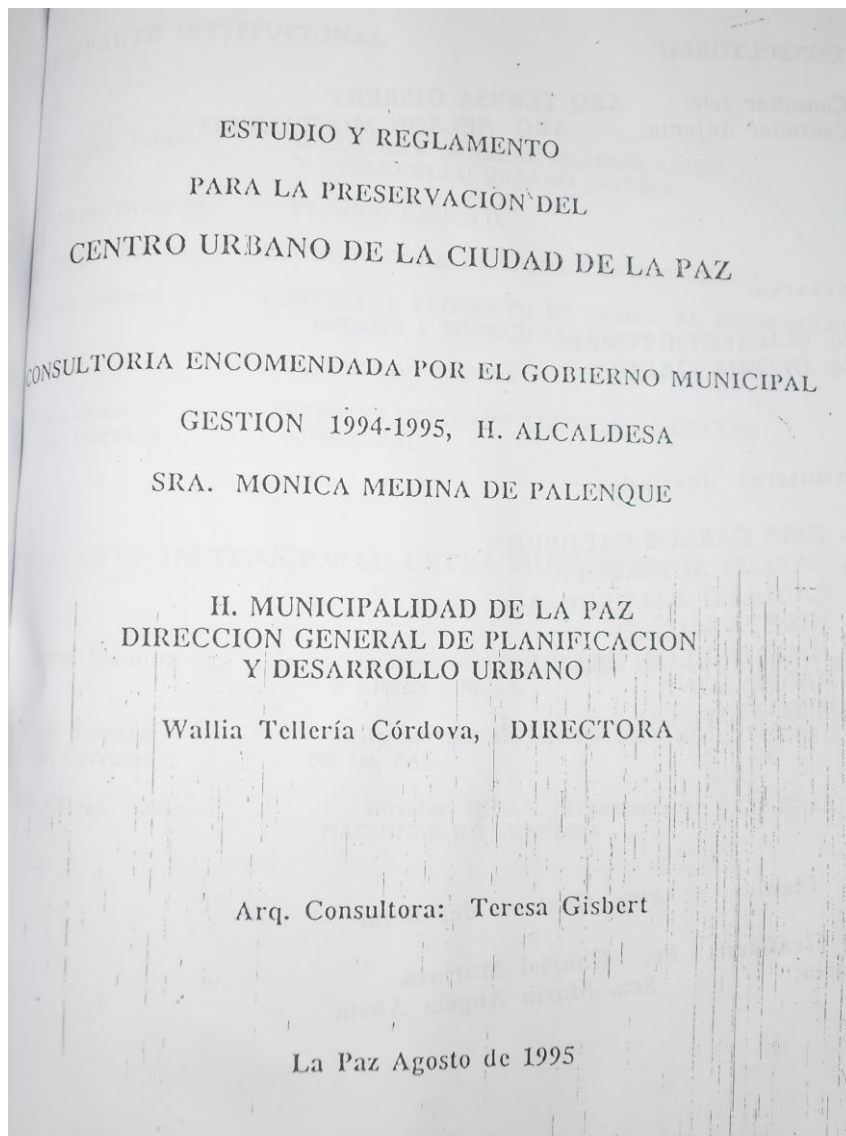 ESTUDIO Y REGLAMENTO
PARA LA PRESERVACION DEL
CENTRO URBANO DE LA CIUDAD DE LA PAZ
CONSULTORIA ENCOMENDADA POR EL GOBIERNO MUNICIPAL
GESTION 1994-1995, H. ALCALDESA
SRA. MONICA MEDINA DE PALENQUE
H. MUNICIPALIDAD DE LA PAZ
DIRECCION GENERAL DE PLANIFICACION
Y DESARROLLO URBANO
Wallia Tellería Córdova, DIRECTORA
Arq. Consultora: Teresa Gisbert
La Paz Agosto de 1995